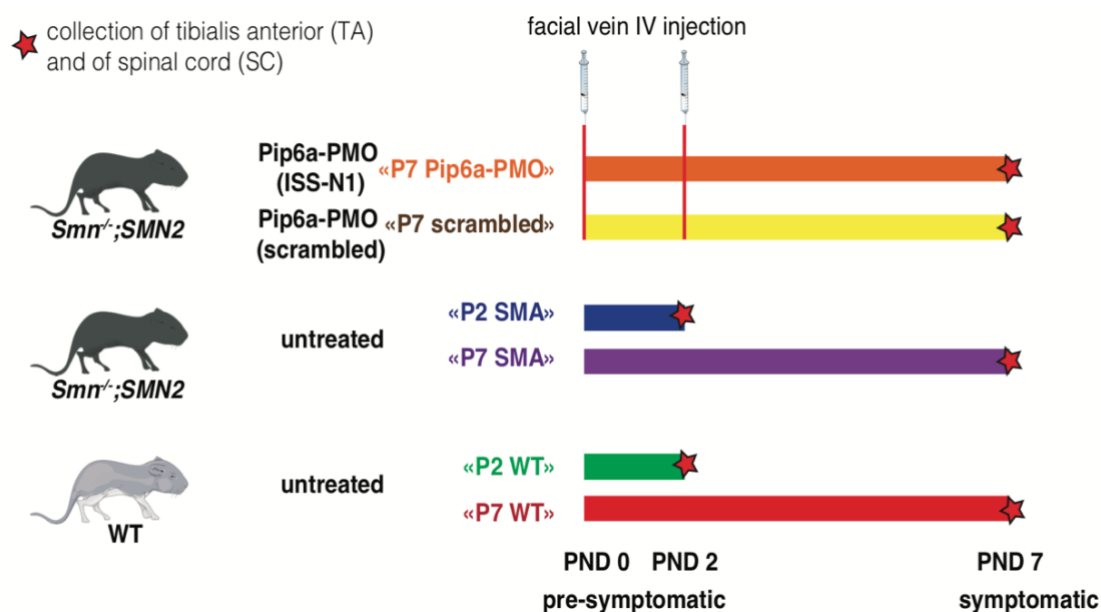 collection of tibialis anterior (TA)
and of spinal cord (SC)
facial vein IV injection
Pip6a-PMO
(ISS-N1)
«P7 Pip6a-PMO»
Smn-/-;SMN2
Pip6a-PMO
(scrambled)
«P7 scrambled»
untreated
«P2 SMA»
«P7 SMA»
Smn-/-;SMN2
untreated
«P2 WT»
«P7 WT»
WT
PND 0 PND 2 PND 7
pre-symptomatic symptomatic